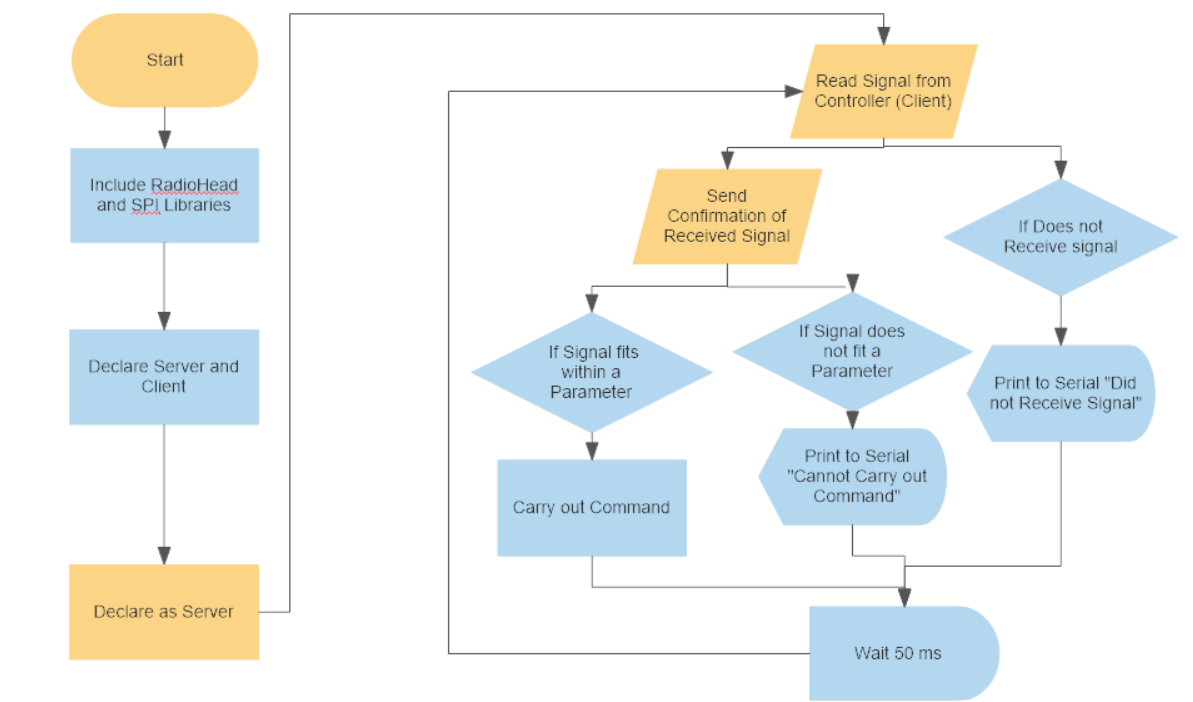 Start
Include RadioHead
and SPI Libraries
Declare Server and
Client
Declare as Server
Read Signal from
Controller (Client)
Send
Confirmation of
Received Signal
If Does not
Receive signal
If Signal fits
within a
Parameter
If Signal does
not fit a
Parameter
Print to Serial "Did
not Receive Signal"
Carry out Command
Print to Serial
"Cannot Carry out
Command"
Wait 50 ms